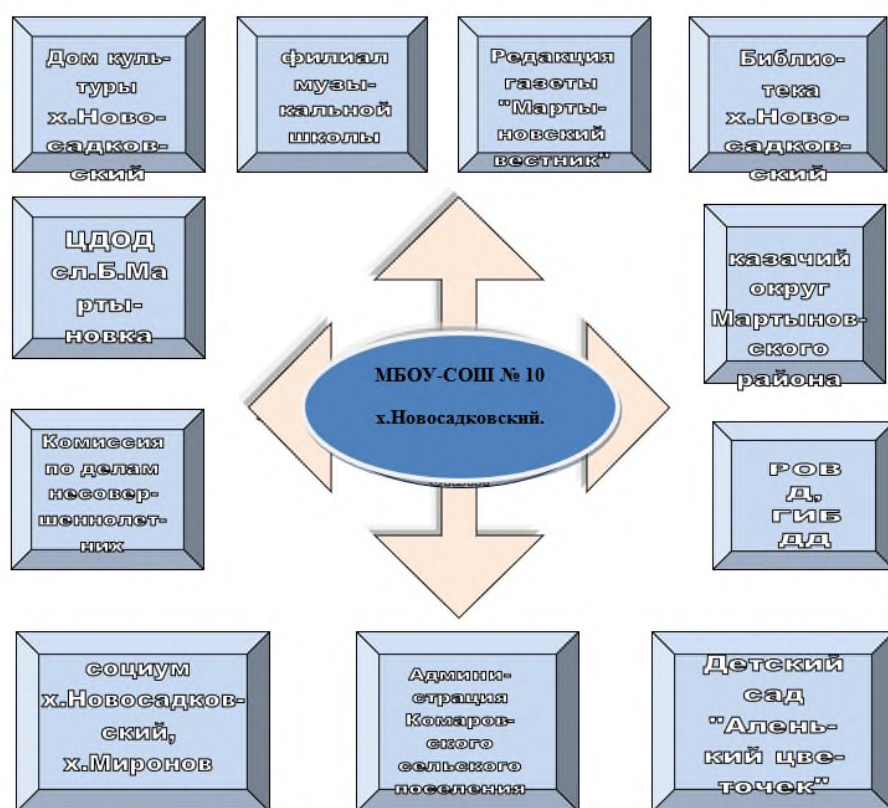 Дом куль-
туры
х.Ново-
садков-
ский
филиал
музы-
кальной
школы
Редакция
газеты
"Марты-
новский
вестник"
Библио-
тека
х.Ново-
садков-
ский
ЦДОД
сл.Б.Ма
рты-
новка
казачий
округ
Мартынов-
ского
района
МБОУ-СОШ № 10
х.Новосадковский.
Комиссия
по делам
несовер-
шеннолет-
них
РОВ
Д,
ГИБ
ДД
социум
х.Новосадков-
ский,
х.Миронов
Админи-
страция
Комаров-
ского
сельского
поселения
Детский
сад
"Алень-
кий цве-
точек"